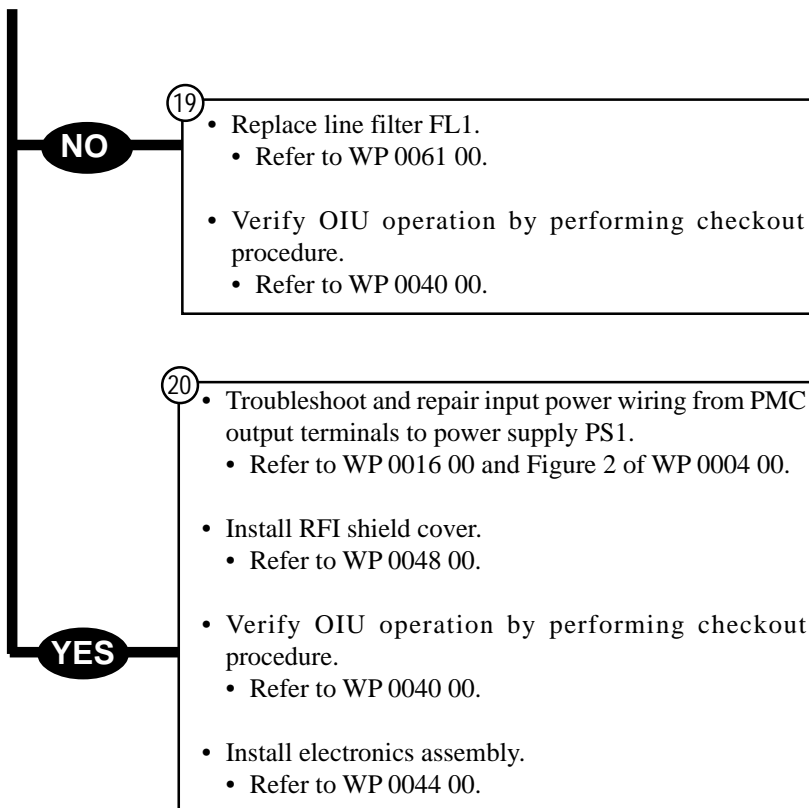 19
NO
• Replace line filter FL1.
• Refer to WP 0061 00.
• Verify OIU operation by performing checkout
procedure.
• Refer to WP 0040 00.
20
YES
• Troubleshoot and repair input power wiring from PMC
output terminals to power supply PS1.
• Refer to WP 0016 00 and Figure 2 of WP 0004 00.
• Install RFI shield cover.
• Refer to WP 0048 00.
• Verify OIU operation by performing checkout
procedure.
• Refer to WP 0040 00.
• Install electronics assembly.
• Refer to WP 0044 00.